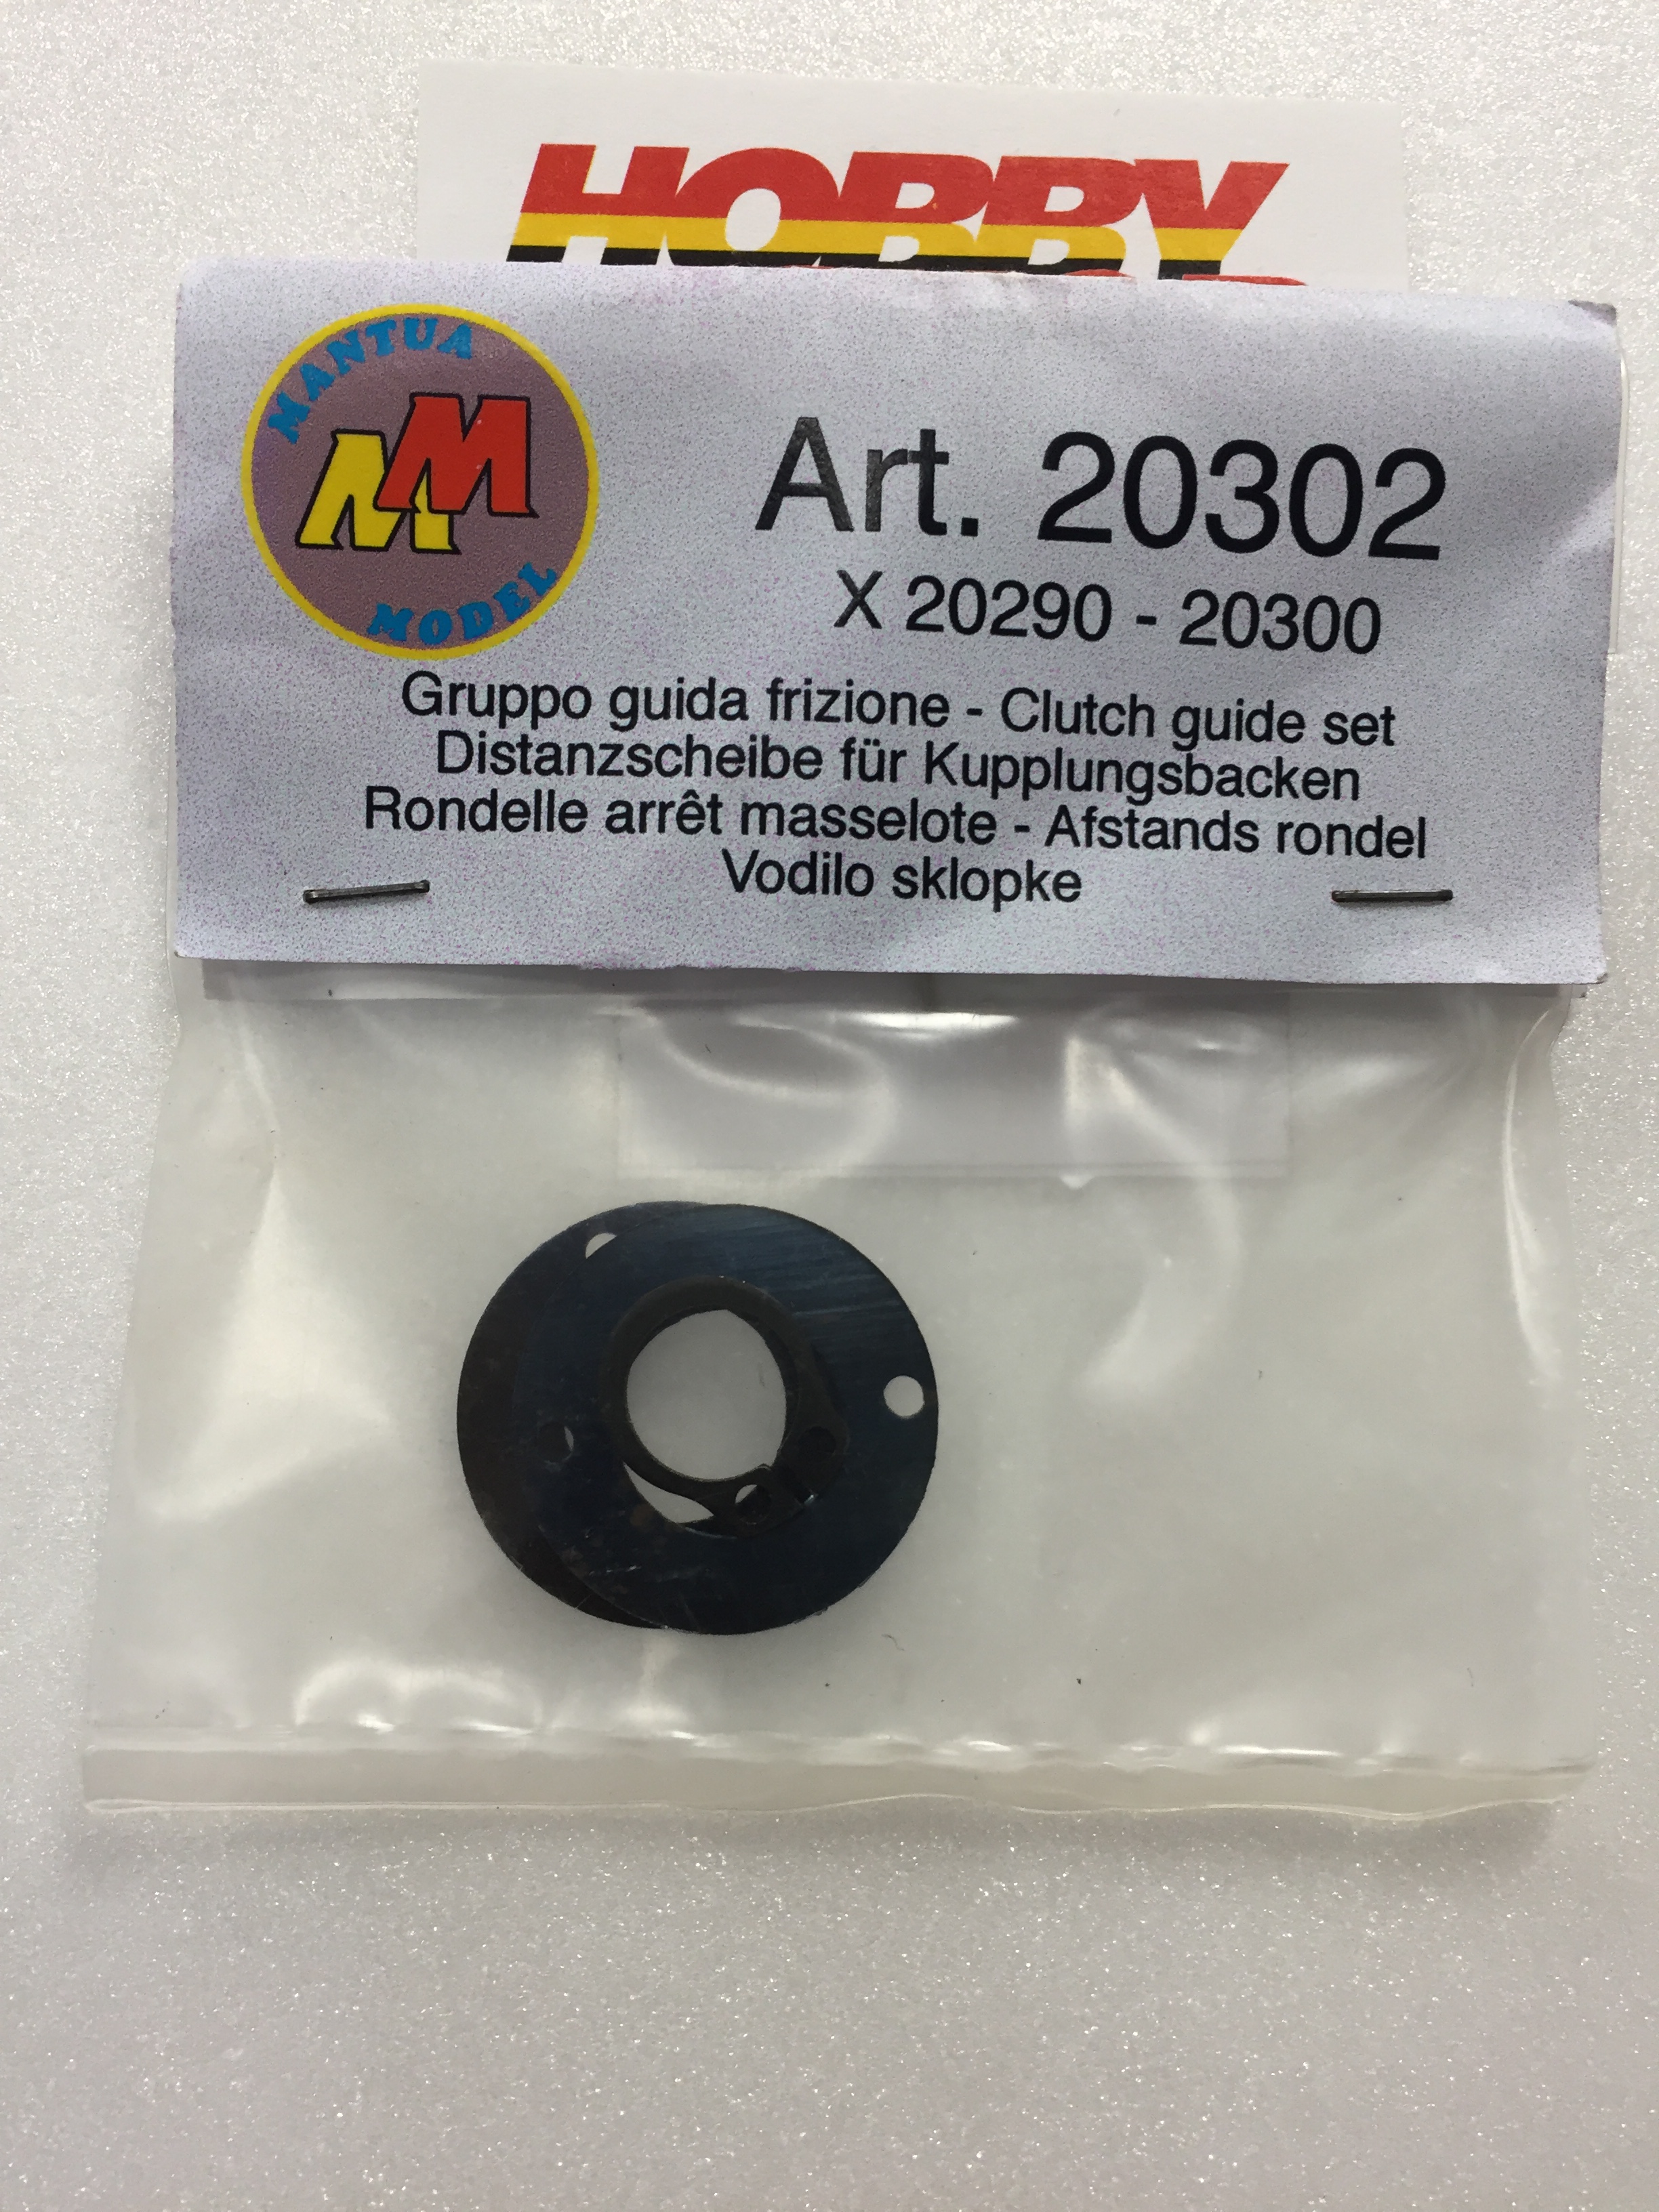 HOBBY
MANTUA
MM
MODEL
Art. 20302
X 20290 - 20300
Gruppo guida frizione - Clutch guide set
Distanzscheibe für Kupplungsbacken
Rondelle arrêt masselote - Afstands rondel
Vodilo sklopke